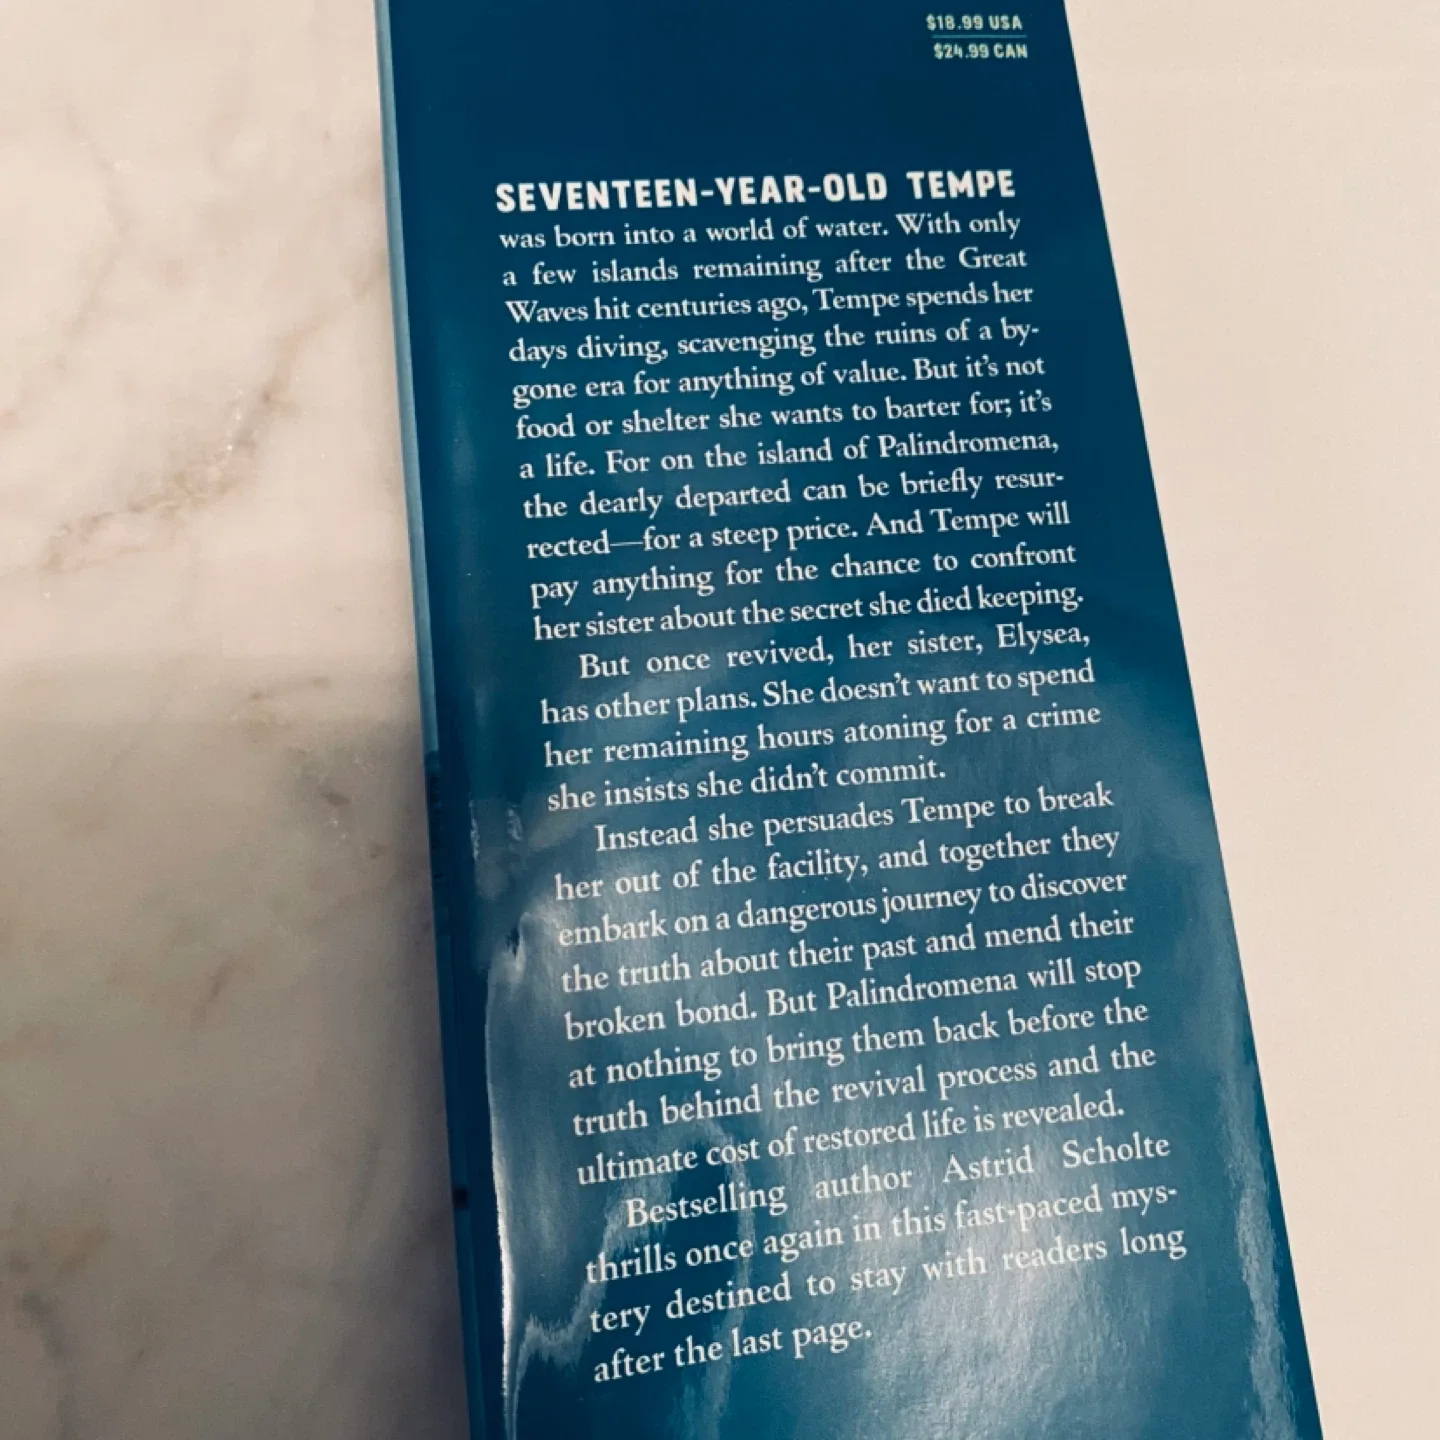 $18.99 USA
$24.99 CAN
SEVENTEEN-YEAR-OLD TEMPE
was born into a world of water. With only
a few islands remaining after the Great
Waves hit centuries ago, Tempe spends her
days diving, scavenging the ruins of a by-
gone era for anything of value. But it's not
food or shelter she wants to barter for; it's
a life. For on the island of Palindromena,
the dearly departed can be briefly resur-
rected—for a steep price. And Tempe will
pay anything for the chance to confront
her sister about the secret she died keeping.
But once revived, her sister, Elysea,
has other plans. She doesn't want to spend
her remaining hours atoning for a crime
she insists she didn't commit.
Instead she persuades Tempe to break
her out of the facility, and together they
embark on a dangerous journey to discover
the truth about their past and mend their
broken bond. But Palindromena will stop
at nothing to bring them back before the
truth behind the revival process and the
ultimate cost of restored life is revealed.
Bestselling author Astrid Scholte
thrills once again in this fast-paced mys-
tery destined to stay with readers long
after the last page.